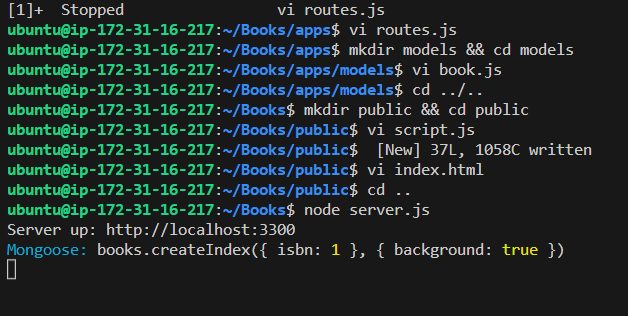 [1]+  Stopped                 vi routes.js
ubuntu@ip-172-31-16-217:~/Books/apps$ vi routes.js
ubuntu@ip-172-31-16-217:~/Books/apps$ mkdir models && cd models
ubuntu@ip-172-31-16-217:~/Books/apps/models$ vi book.js
ubuntu@ip-172-31-16-217:~/Books/apps/models$ cd ../..
ubuntu@ip-172-31-16-217:~/Books$ mkdir public && cd public
ubuntu@ip-172-31-16-217:~/Books/public$ vi script.js
ubuntu@ip-172-31-16-217:~/Books/public$  [New] 37L, 1058C written
ubuntu@ip-172-31-16-217:~/Books/public$ vi index.html
ubuntu@ip-172-31-16-217:~/Books/public$ cd ..
ubuntu@ip-172-31-16-217:~/Books$ node server.js
Server up: http://localhost:3300
Mongoose: books.createIndex({ isbn: 1 }, { background: true })